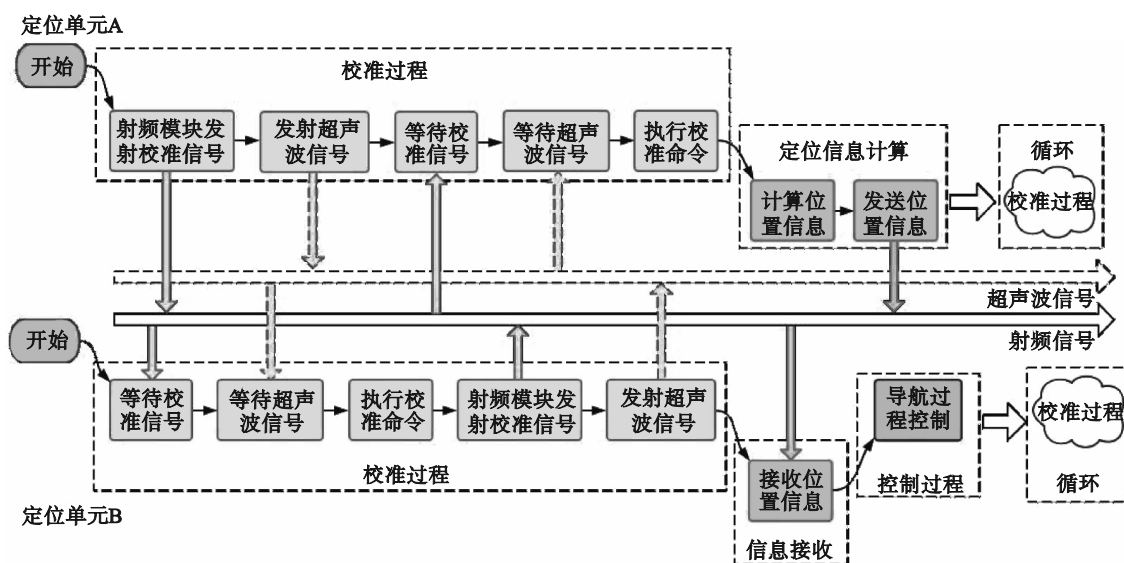 定位单元A
开始
校准过程
射频模块发
射校准信号
发射超声
波信号
等待校
准信号
等待超声
波信号
执行校
准命令
定位信息计算
计算位
置信息
发送位
置信息
循环
校准过程
超声波信号
射频信号
开始
等待校
准信号
等待超声
波信号
执行校
准命令
射频模块发
射校准信号
发射超声
波信号
校准过程
接收位
置信息
信息接收
导航过
程控制
控制过程
校准过程
循环
定位单元B